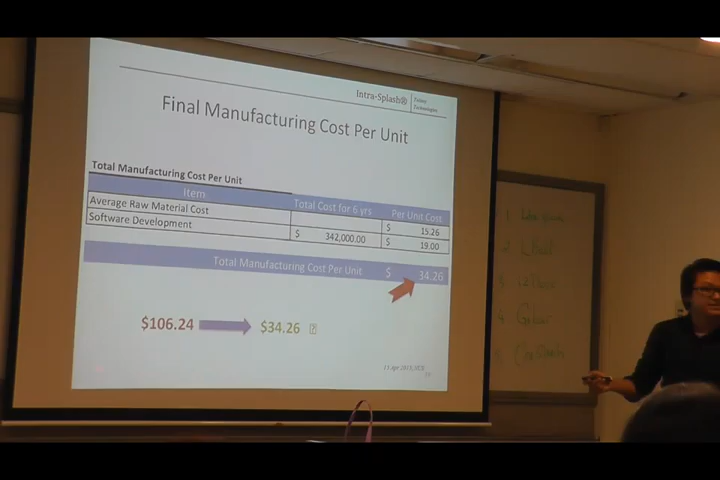 Intra-Splash®
Final Manufacturing Cost Per Unit
Total Manufacturing Cost Per Unit
Item Total Cost for 6 yrs Per Unit Cost
Average Raw Material Cost $ 15.26
Software Development $ 342,000.00 $ 19.00
Total Manufacturing Cost Per Unit $ 34.26
$106.24 $34.26